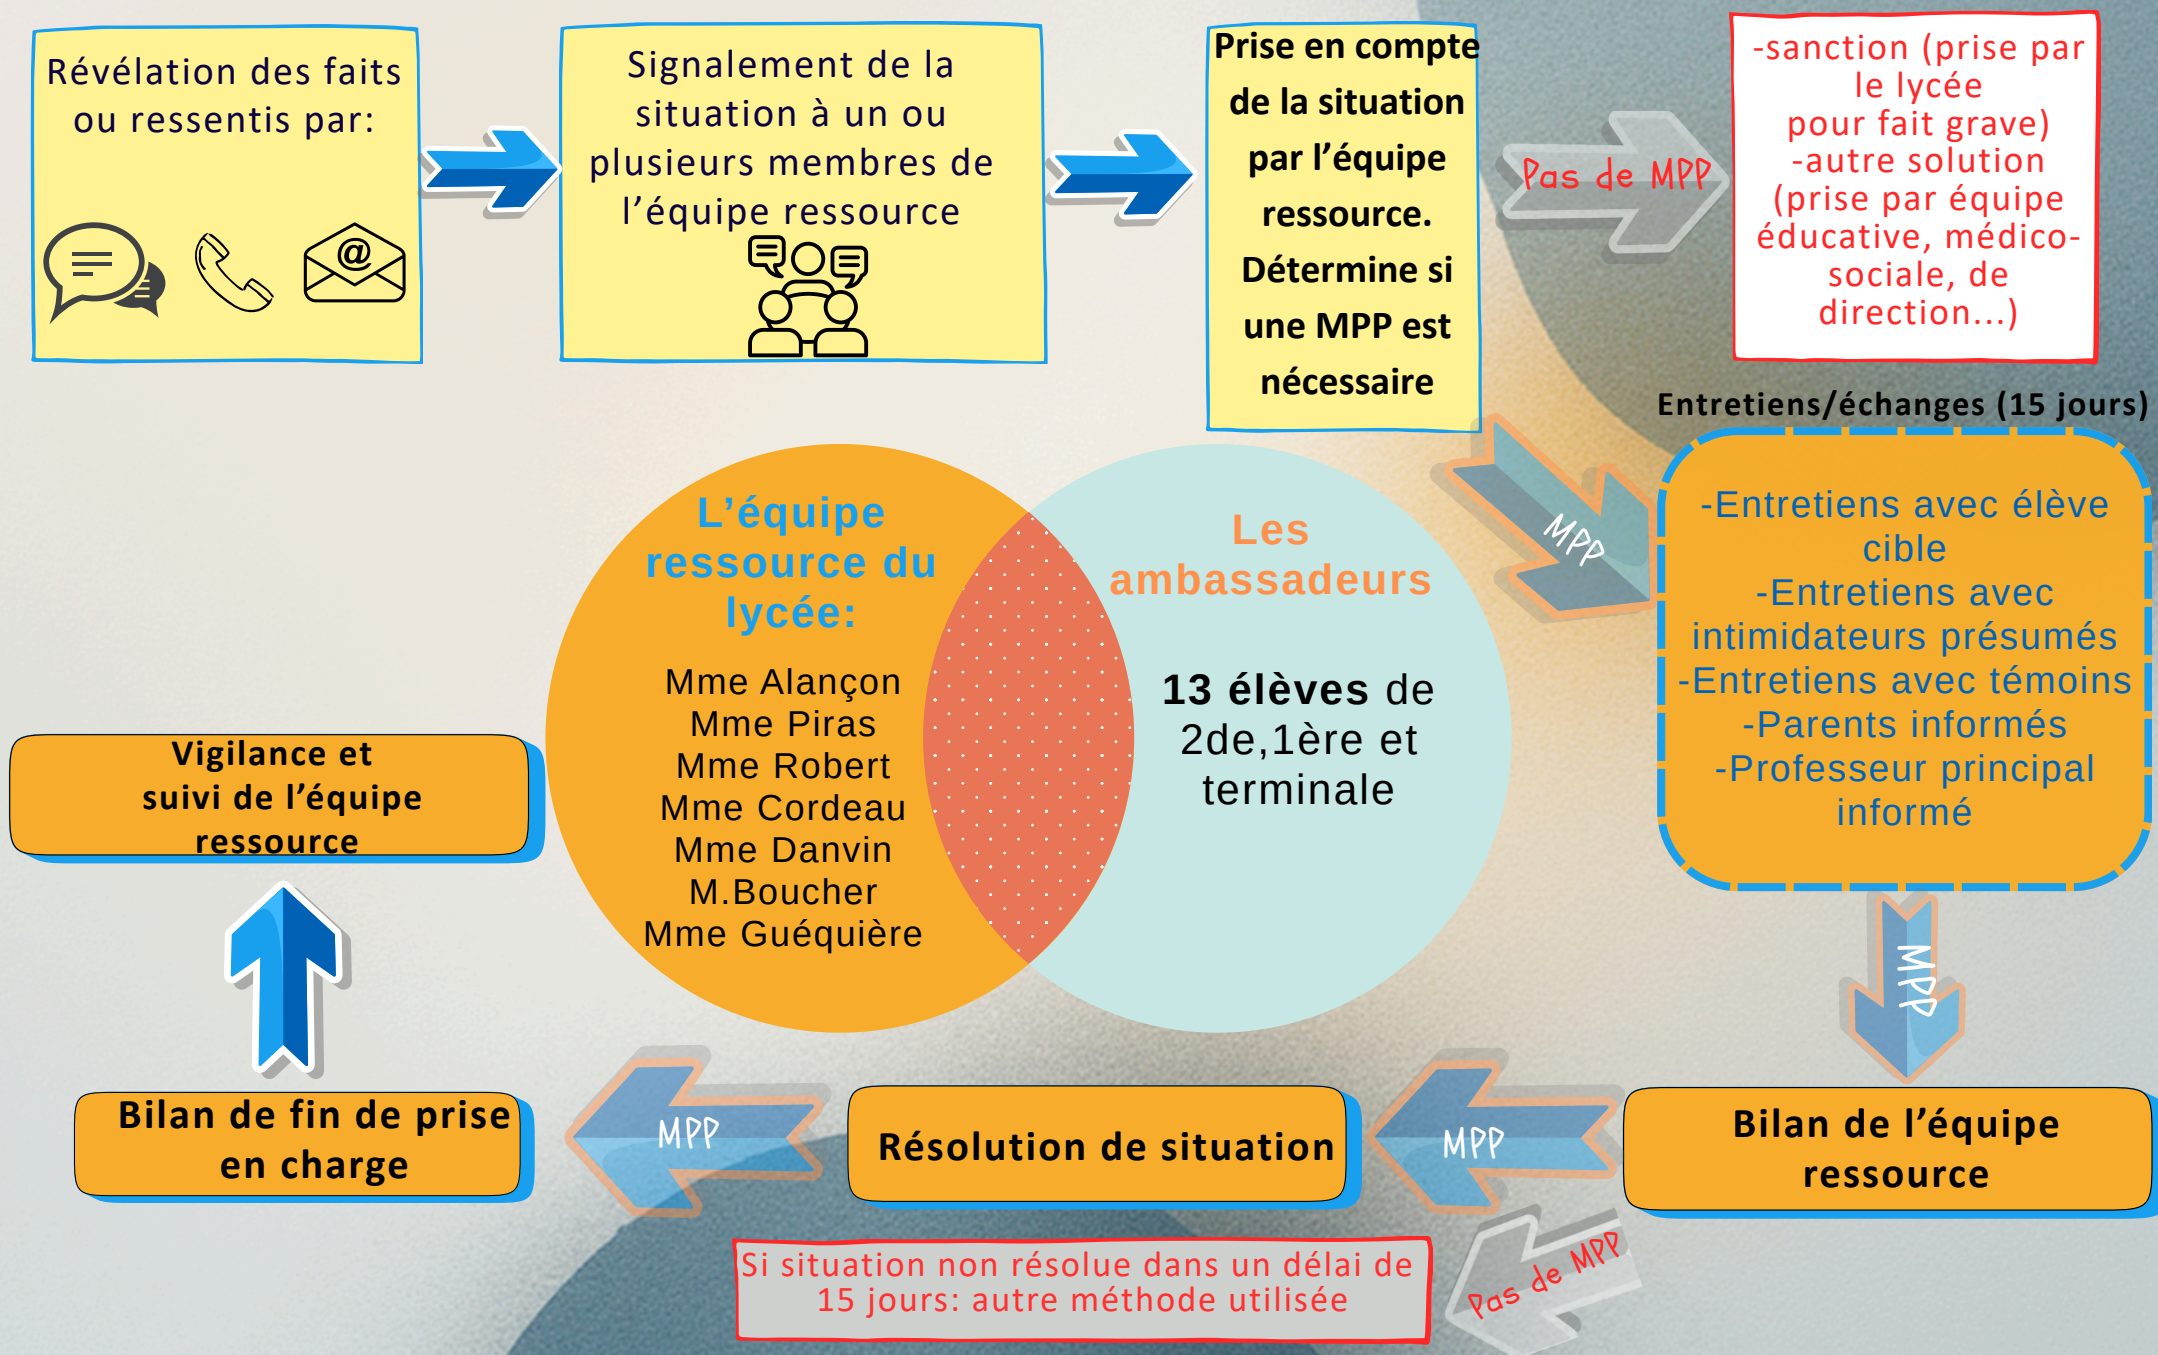 Révélation des faits
ou ressentis par:
@
Signalement de la
situation à un ou
plusieurs membres de
l'équipe ressource
Prise en compte
de la situation
par l'équipe
ressource.
Détermine si
une MPP est
nécessaire
Pas de MPP
-sanction (prise par
le lycée
pour fait grave)
-autre solution
(prise par équipe
éducative, médico-
sociale, de
direction...)
MPP
Entretiens/échanges (15 jours)
-Entretiens avec élève
cible
-Entretiens avec
intimidateurs présumés
-Entretiens avec témoins
-Parents informés
-Professeur principal
informé
L'équipe
ressource du
lycée:
Mme Alançon
Mme Piras
Mme Robert
Mme Cordeau
Mme Danvin
M.Boucher
Mme Guéquière
Les
ambassadeurs
13 élèves de
2de,1ère et
terminale
MPP
Bilan de l'équipe
ressource
MPP
Résolution de situation
MPP
Bilan de fin de prise
en charge
Vigilance et
suivi de l'équipe
ressource
Pas de MPP
Si situation non résolue dans un délai de
15 jours: autre méthode utilisée